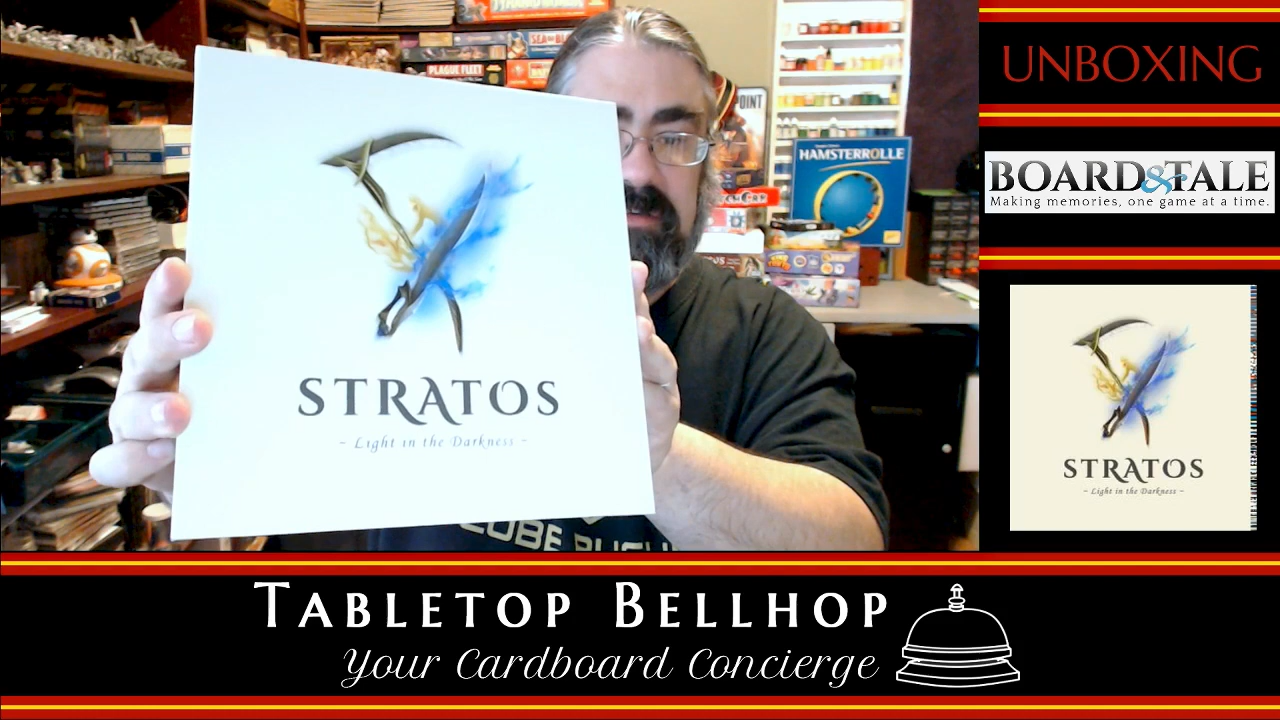 UNBOXING
BOARD&TALE
Making memories, one game at a time.
PLAGUE FLEET
POINT
HAMSTERROLLE
STRATOS
~ Light in the Darkness ~
STRATOS
~ Light in the Darkness ~
TABLETOP BELLHOP
Your Cardboard Concierge